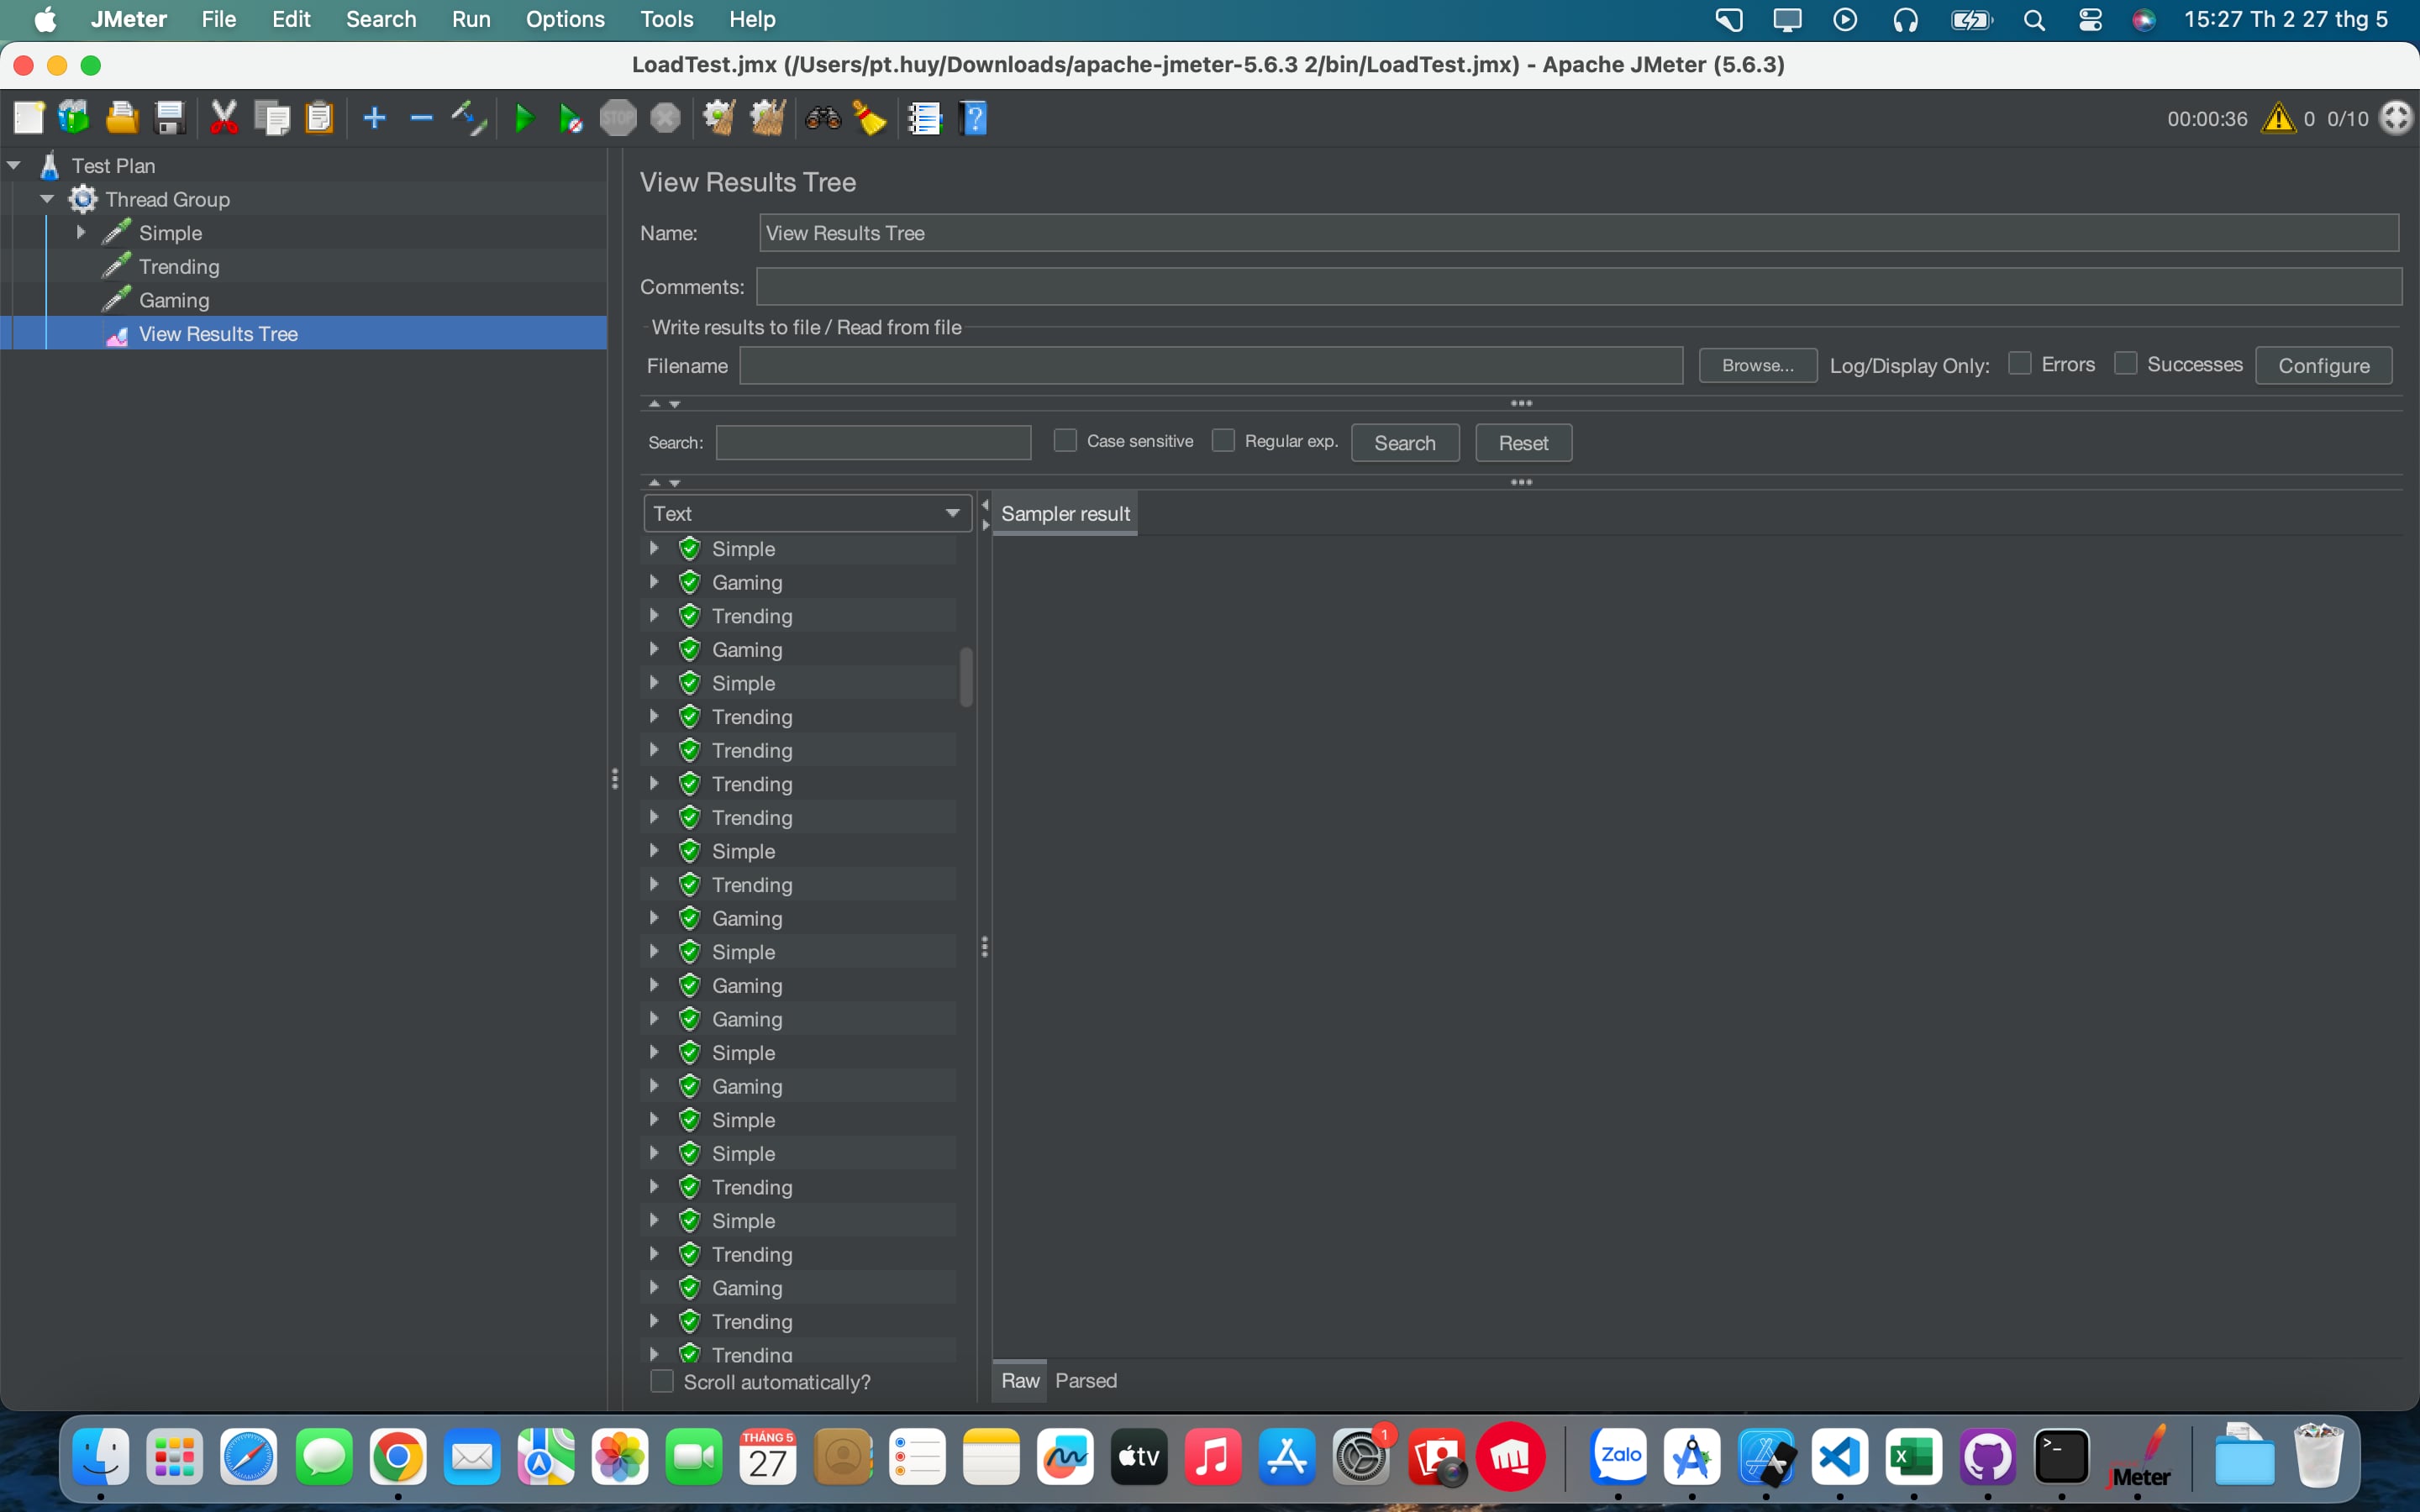 JMeter File Edit Search Run Options Tools Help 15:27 Th 2 27 thg 5
LoadTest.jmx (/Users/pt.huy/Downloads/apache-jmeter-5.6.3 2/bin/LoadTest.jmx) - Apache JMeter (5.6.3)
STOP 00:00:36 0 0/10
Test Plan
Thread Group
Simple
Trending
Gaming
View Results Tree
View Results Tree
Name: View Results Tree
Comments:
Write results to file / Read from file
Filename Browse... Log/Display Only: Errors Successes Configure
Search: Case sensitive Regular exp. Search Reset
Text
Sampler result
Simple
Gaming
Trending
Gaming
Simple
Trending
Trending
Trending
Trending
Simple
Trending
Gaming
Simple
Gaming
Gaming
Simple
Gaming
Simple
Simple
Trending
Simple
Trending
Gaming
Trending
Trending
Scroll automatically?
Raw Parsed
THÁNG 5
27
tv
1
Zalo
JMeter